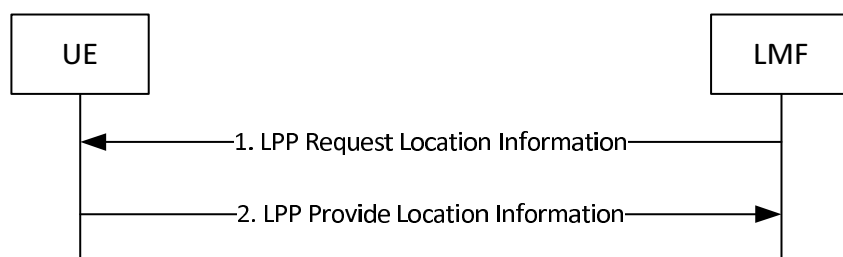 UE
LMF
1. LPP Request Location Information
2. LPP Provide Location Information